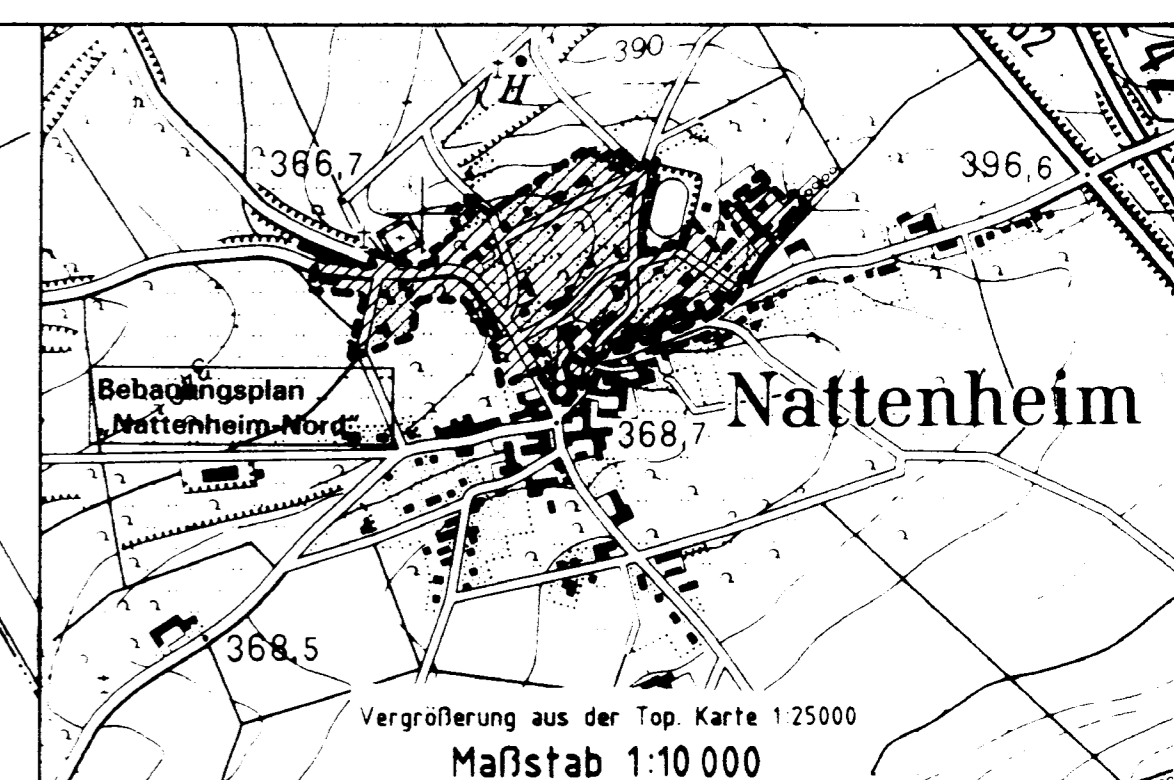 390
H
366,7
396,6
Bebauungsplan
„Nattenheim-Nord“
Nattenheim
368,7
368,5
Vergrößerung aus der Top. Karte 1:25000
Maßstab 1:10 000